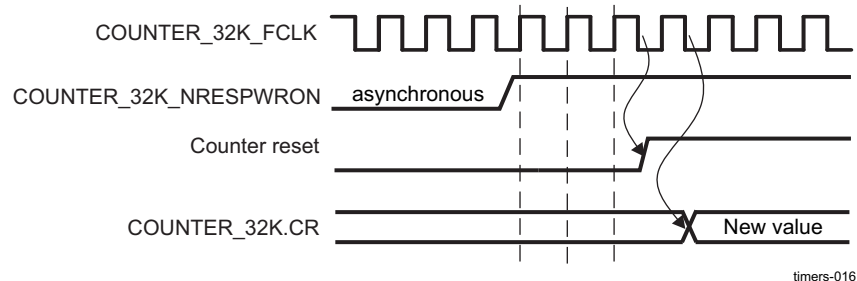 COUNTER_32K_FCLK
COUNTER_32K_NRESPWRON
asynchronous
Counter reset
COUNTER_32K.CR
New value
timers-016